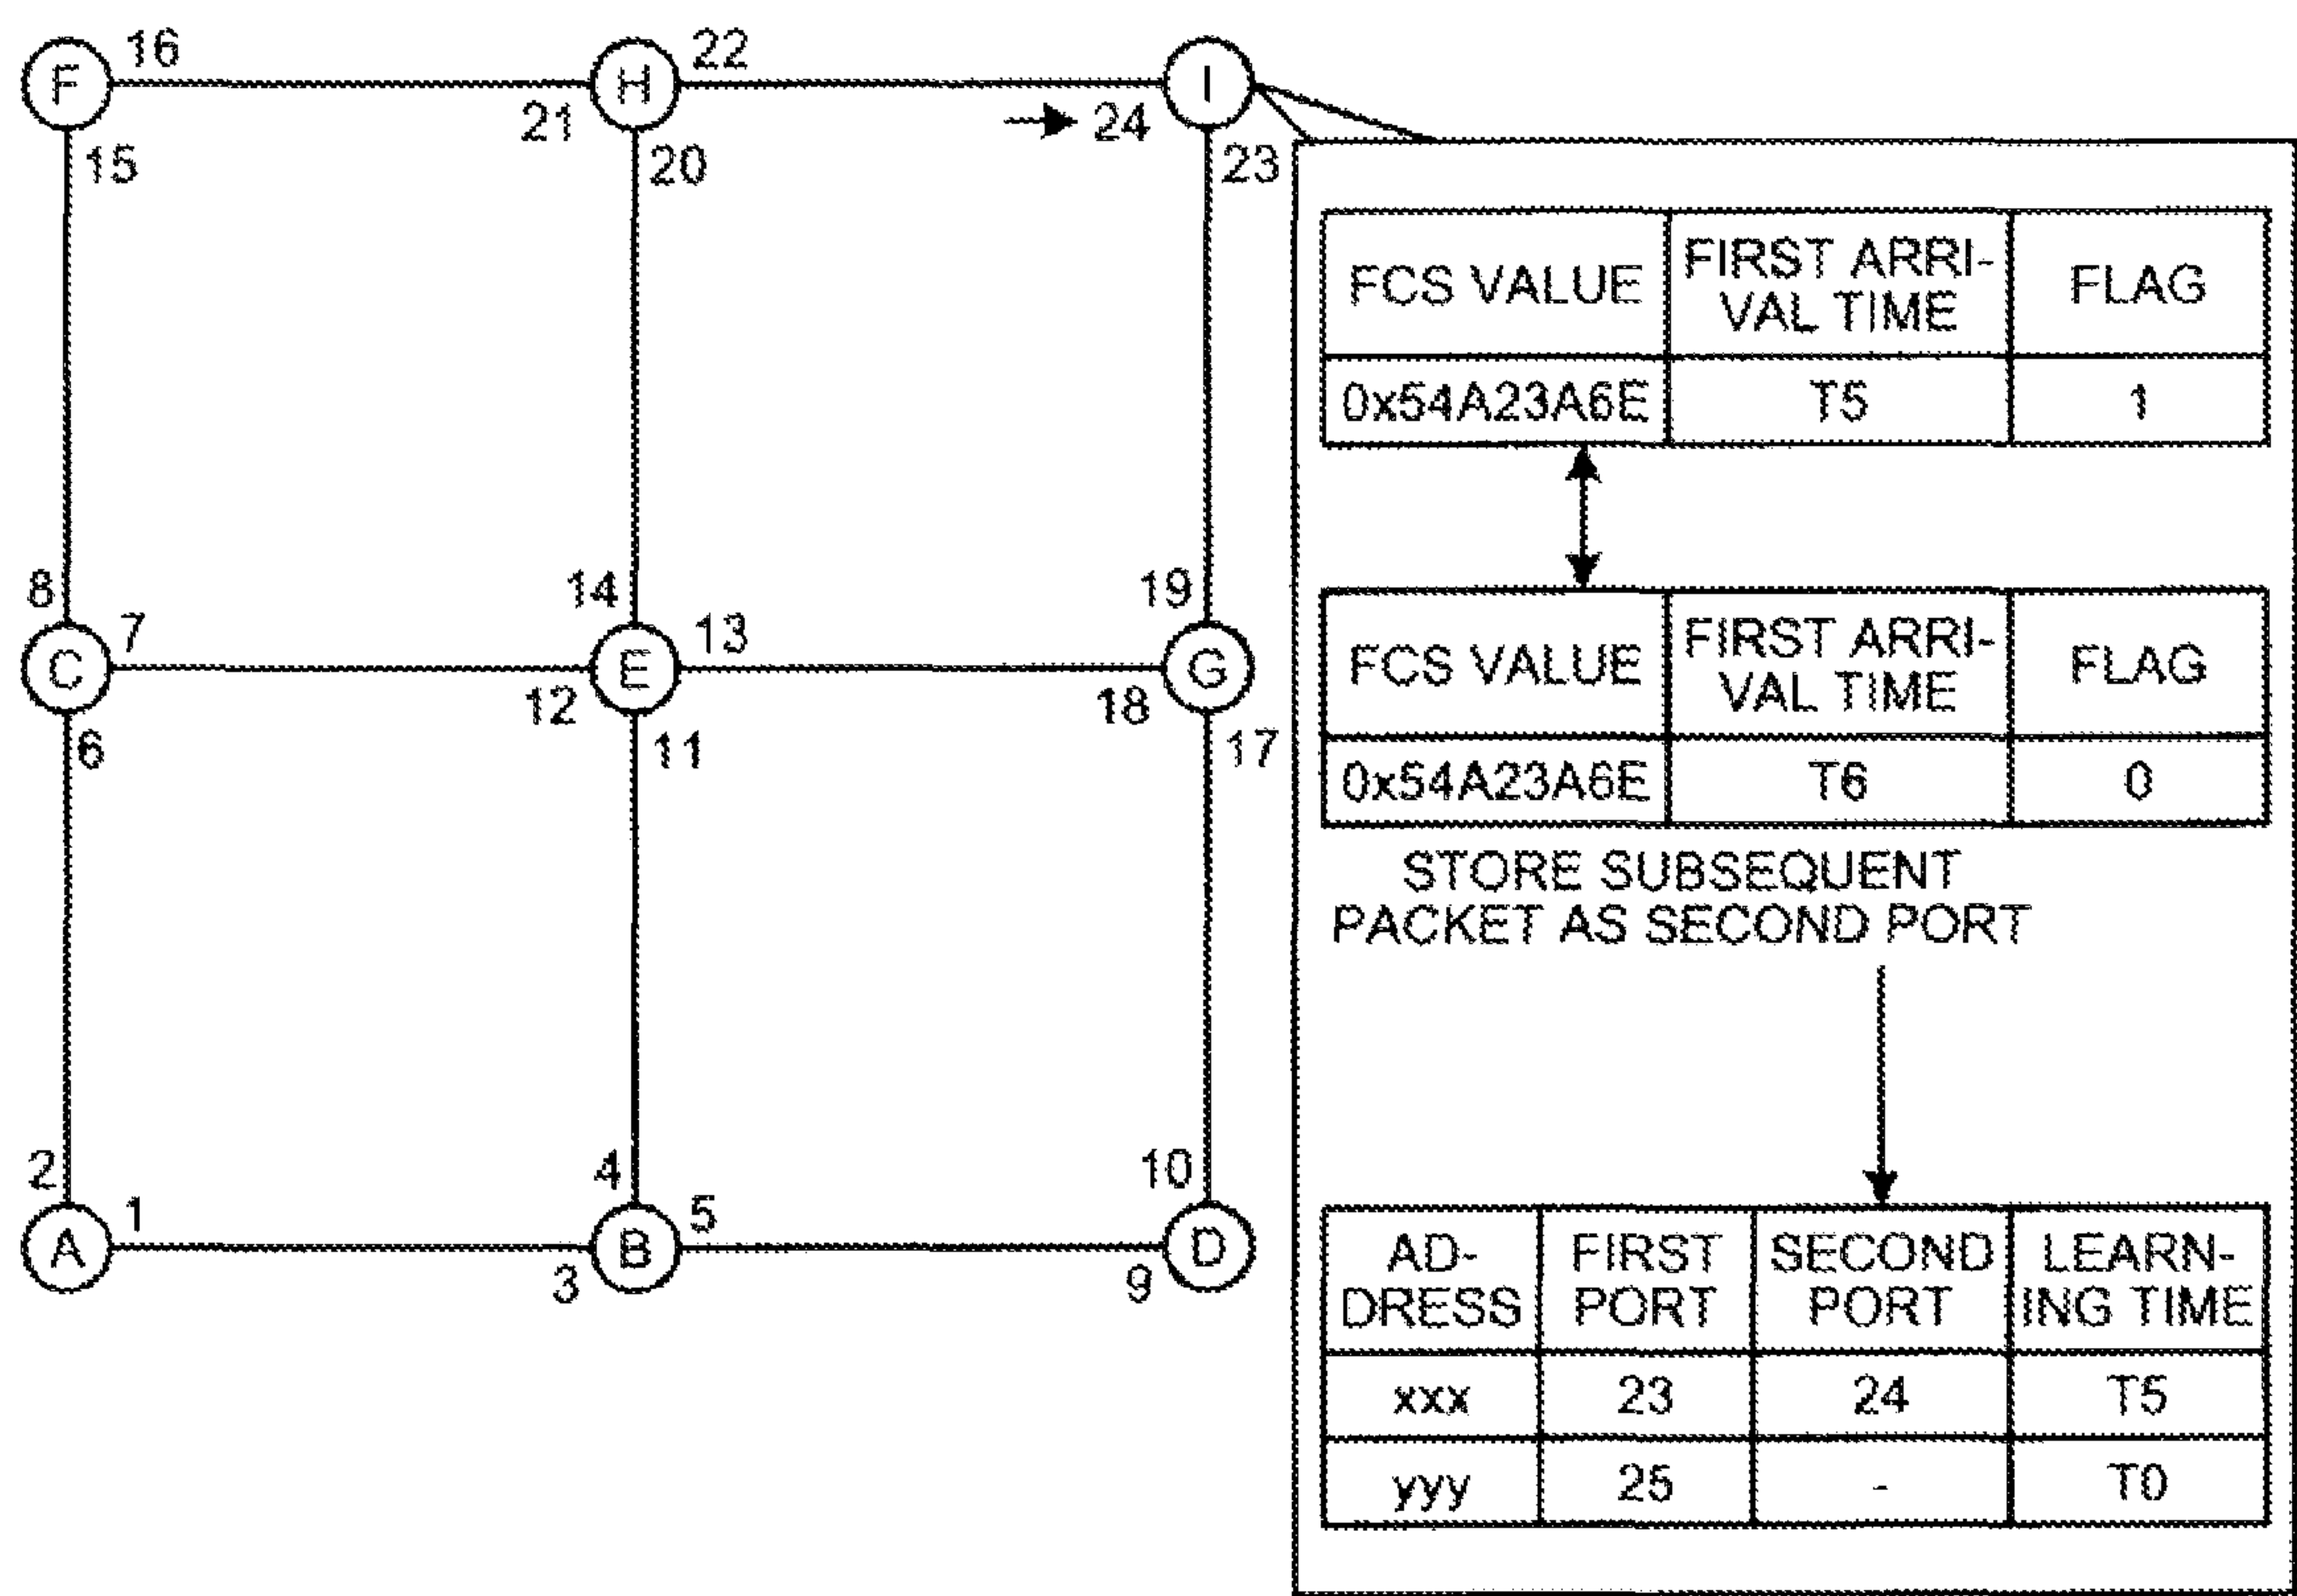 F 16 H 22 I
21 → 24
15 20 23
FCS VALUE FIRST ARRI-VAL TIME FLAG
0x54A23A6E T5 1
8 14 19
C 7 E 13 G
12 18
6 11 17
FCS VALUE FIRST ARRI-VAL TIME FLAG
0x54A23A6E T6 0
STORE SUBSEQUENT
PACKET AS SECOND PORT
2 4 10
A 1 B 5 D
3 9
AD-DRESS FIRST PORT SECOND PORT LEARN-ING TIME
xxx 23 24 T5
yyy 25 - T0